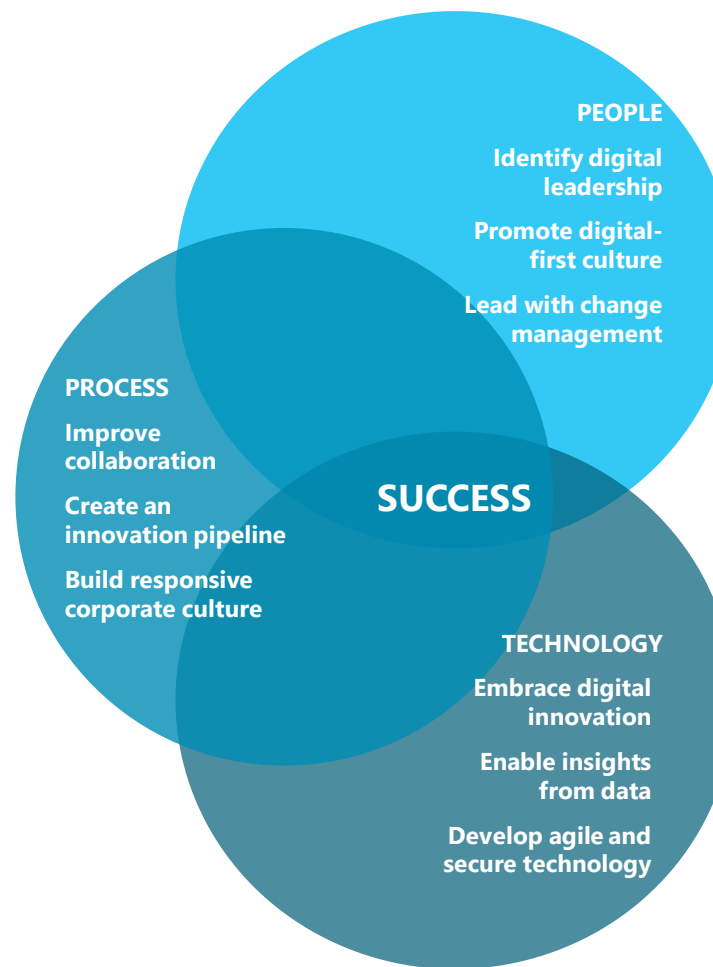 PEOPLE
Identify digital
leadership
Promote digital-
first culture
Lead with change
management
PROCESS
Improve
collaboration
Create an
innovation pipeline
Build responsive
corporate culture
SUCCESS
TECHNOLOGY
Embrace digital
innovation
Enable insights
from data
Develop agile and
secure technology